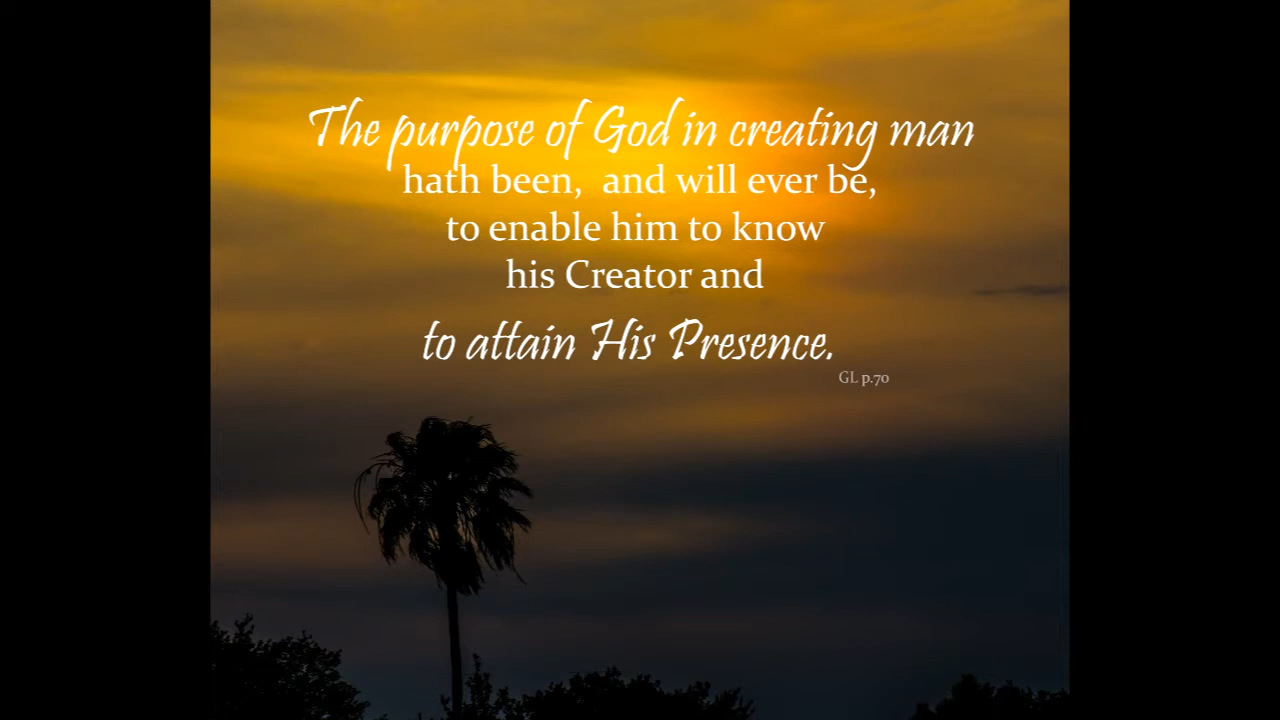 The purpose of God in creating man
hath been, and will ever be,
to enable him to know
his Creator and
to attain His Presence.
GL p.70